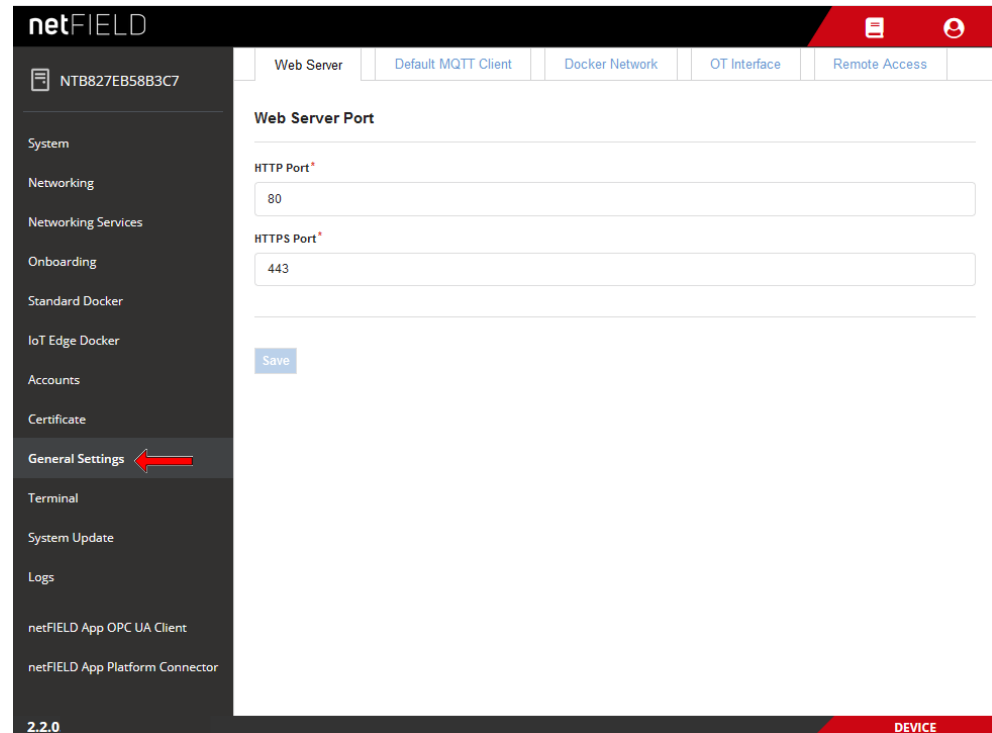 netFIELD
NTB827EB58B3C7
System
Networking
Networking Services
Onboarding
Standard Docker
IoT Edge Docker
Accounts
Certificate
General Settings
Terminal
System Update
Logs
netFIELD App OPC UA Client
netFIELD App Platform Connector
2.2.0
Web Server Default MQTT Client Docker Network OT Interface Remote Access
Web Server Port
HTTP Port*
80
HTTPS Port*
443
Save
DEVICE